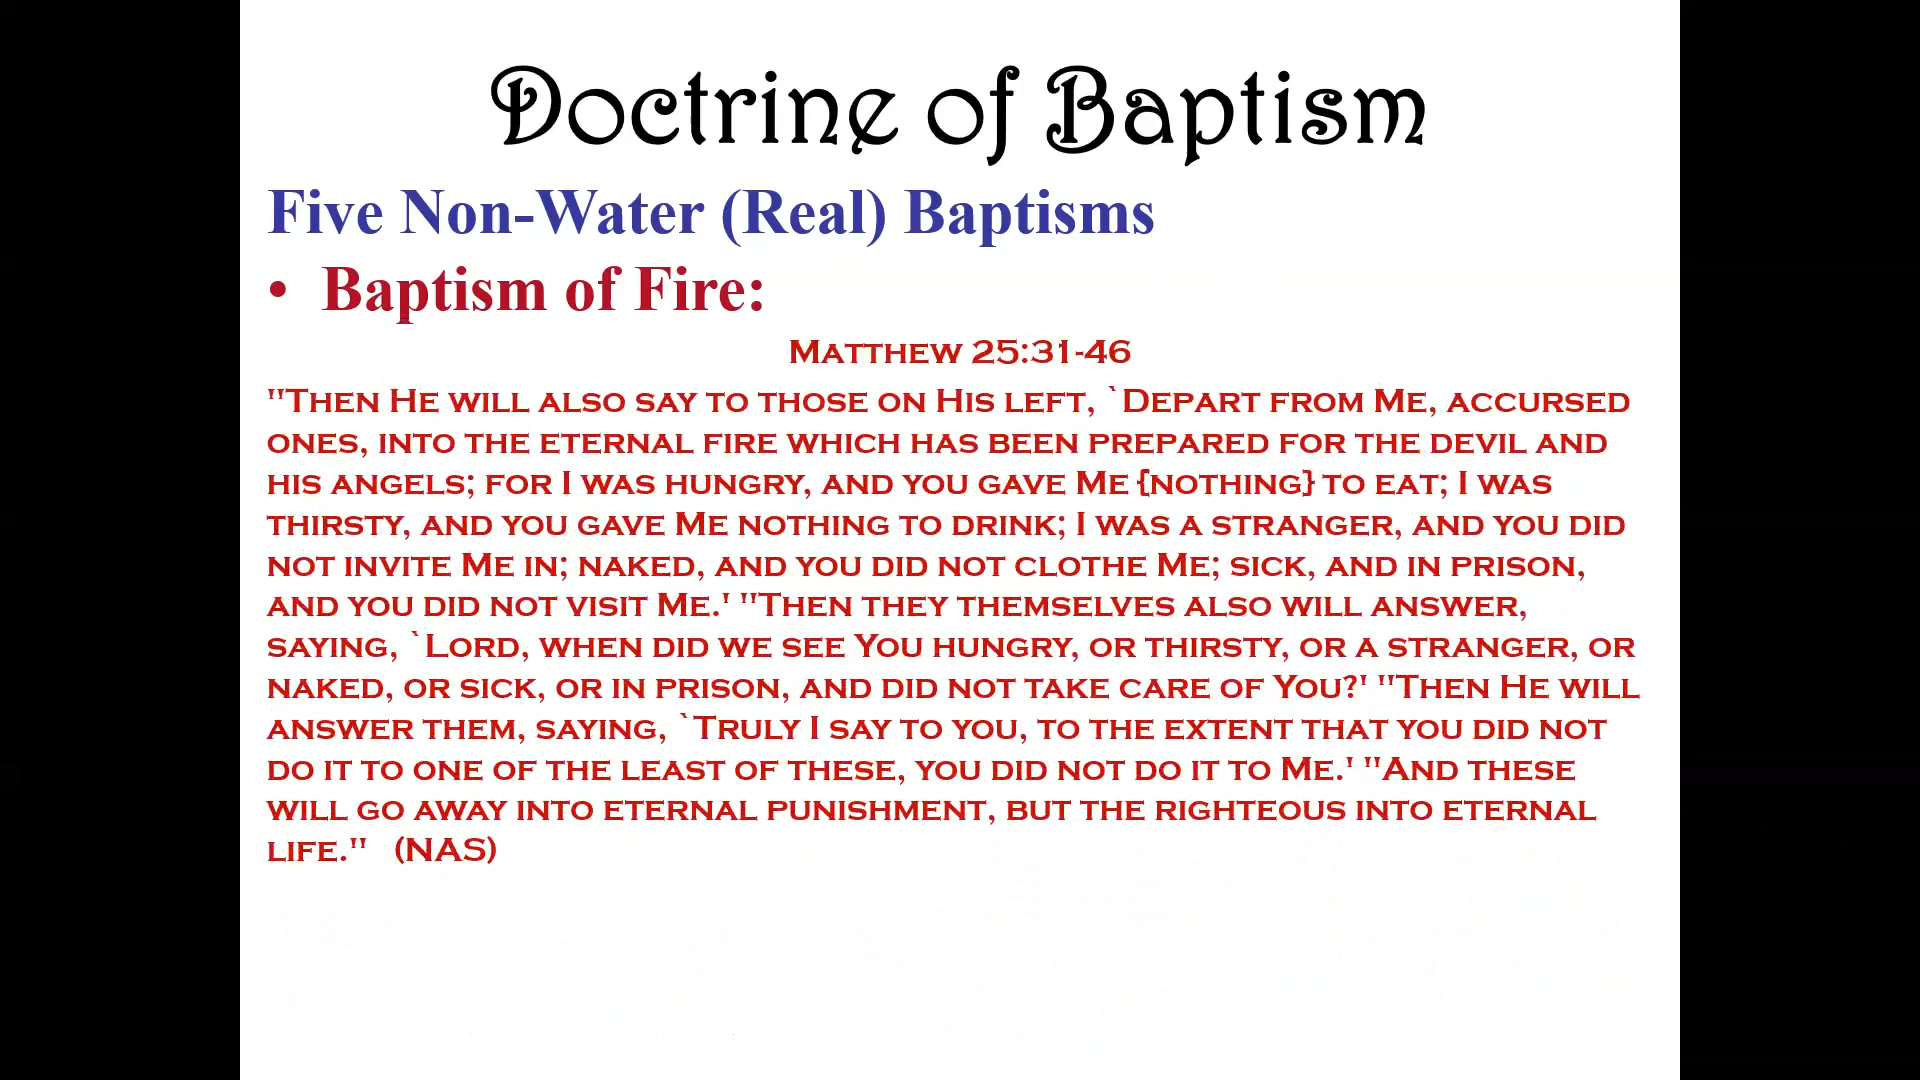 Doctrine of Baptism
Five Non-Water (Real) Baptisms
• Baptism of Fire:
Matthew 25:31-46
"Then He will also say to those on His left, `Depart from Me, accursed
ones, into the eternal fire which has been prepared for the devil and
his angels; for I was hungry, and you gave Me {nothing} to eat; I was
thirsty, and you gave Me nothing to drink; I was a stranger, and you did
not invite Me in; naked, and you did not clothe Me; sick, and in prison,
and you did not visit Me.' "Then they themselves also will answer,
saying, `Lord, when did we see You hungry, or thirsty, or a stranger, or
naked, or sick, or in prison, and did not take care of You?' "Then He will
answer them, saying, `Truly I say to you, to the extent that you did not
do it to one of the least of these, you did not do it to Me.' "And these
will go away into eternal punishment, but the righteous into eternal
life." (NAS)